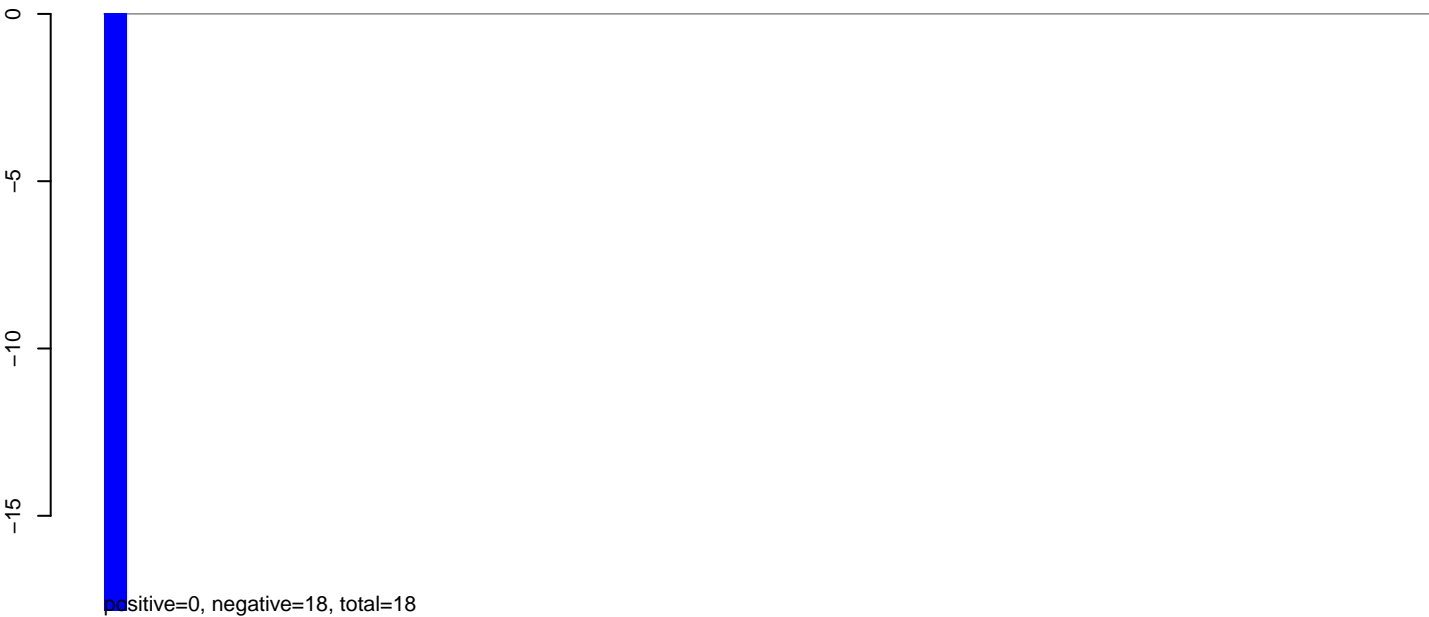 0
−5
−10
−15
positive=0, negative=18, total=18